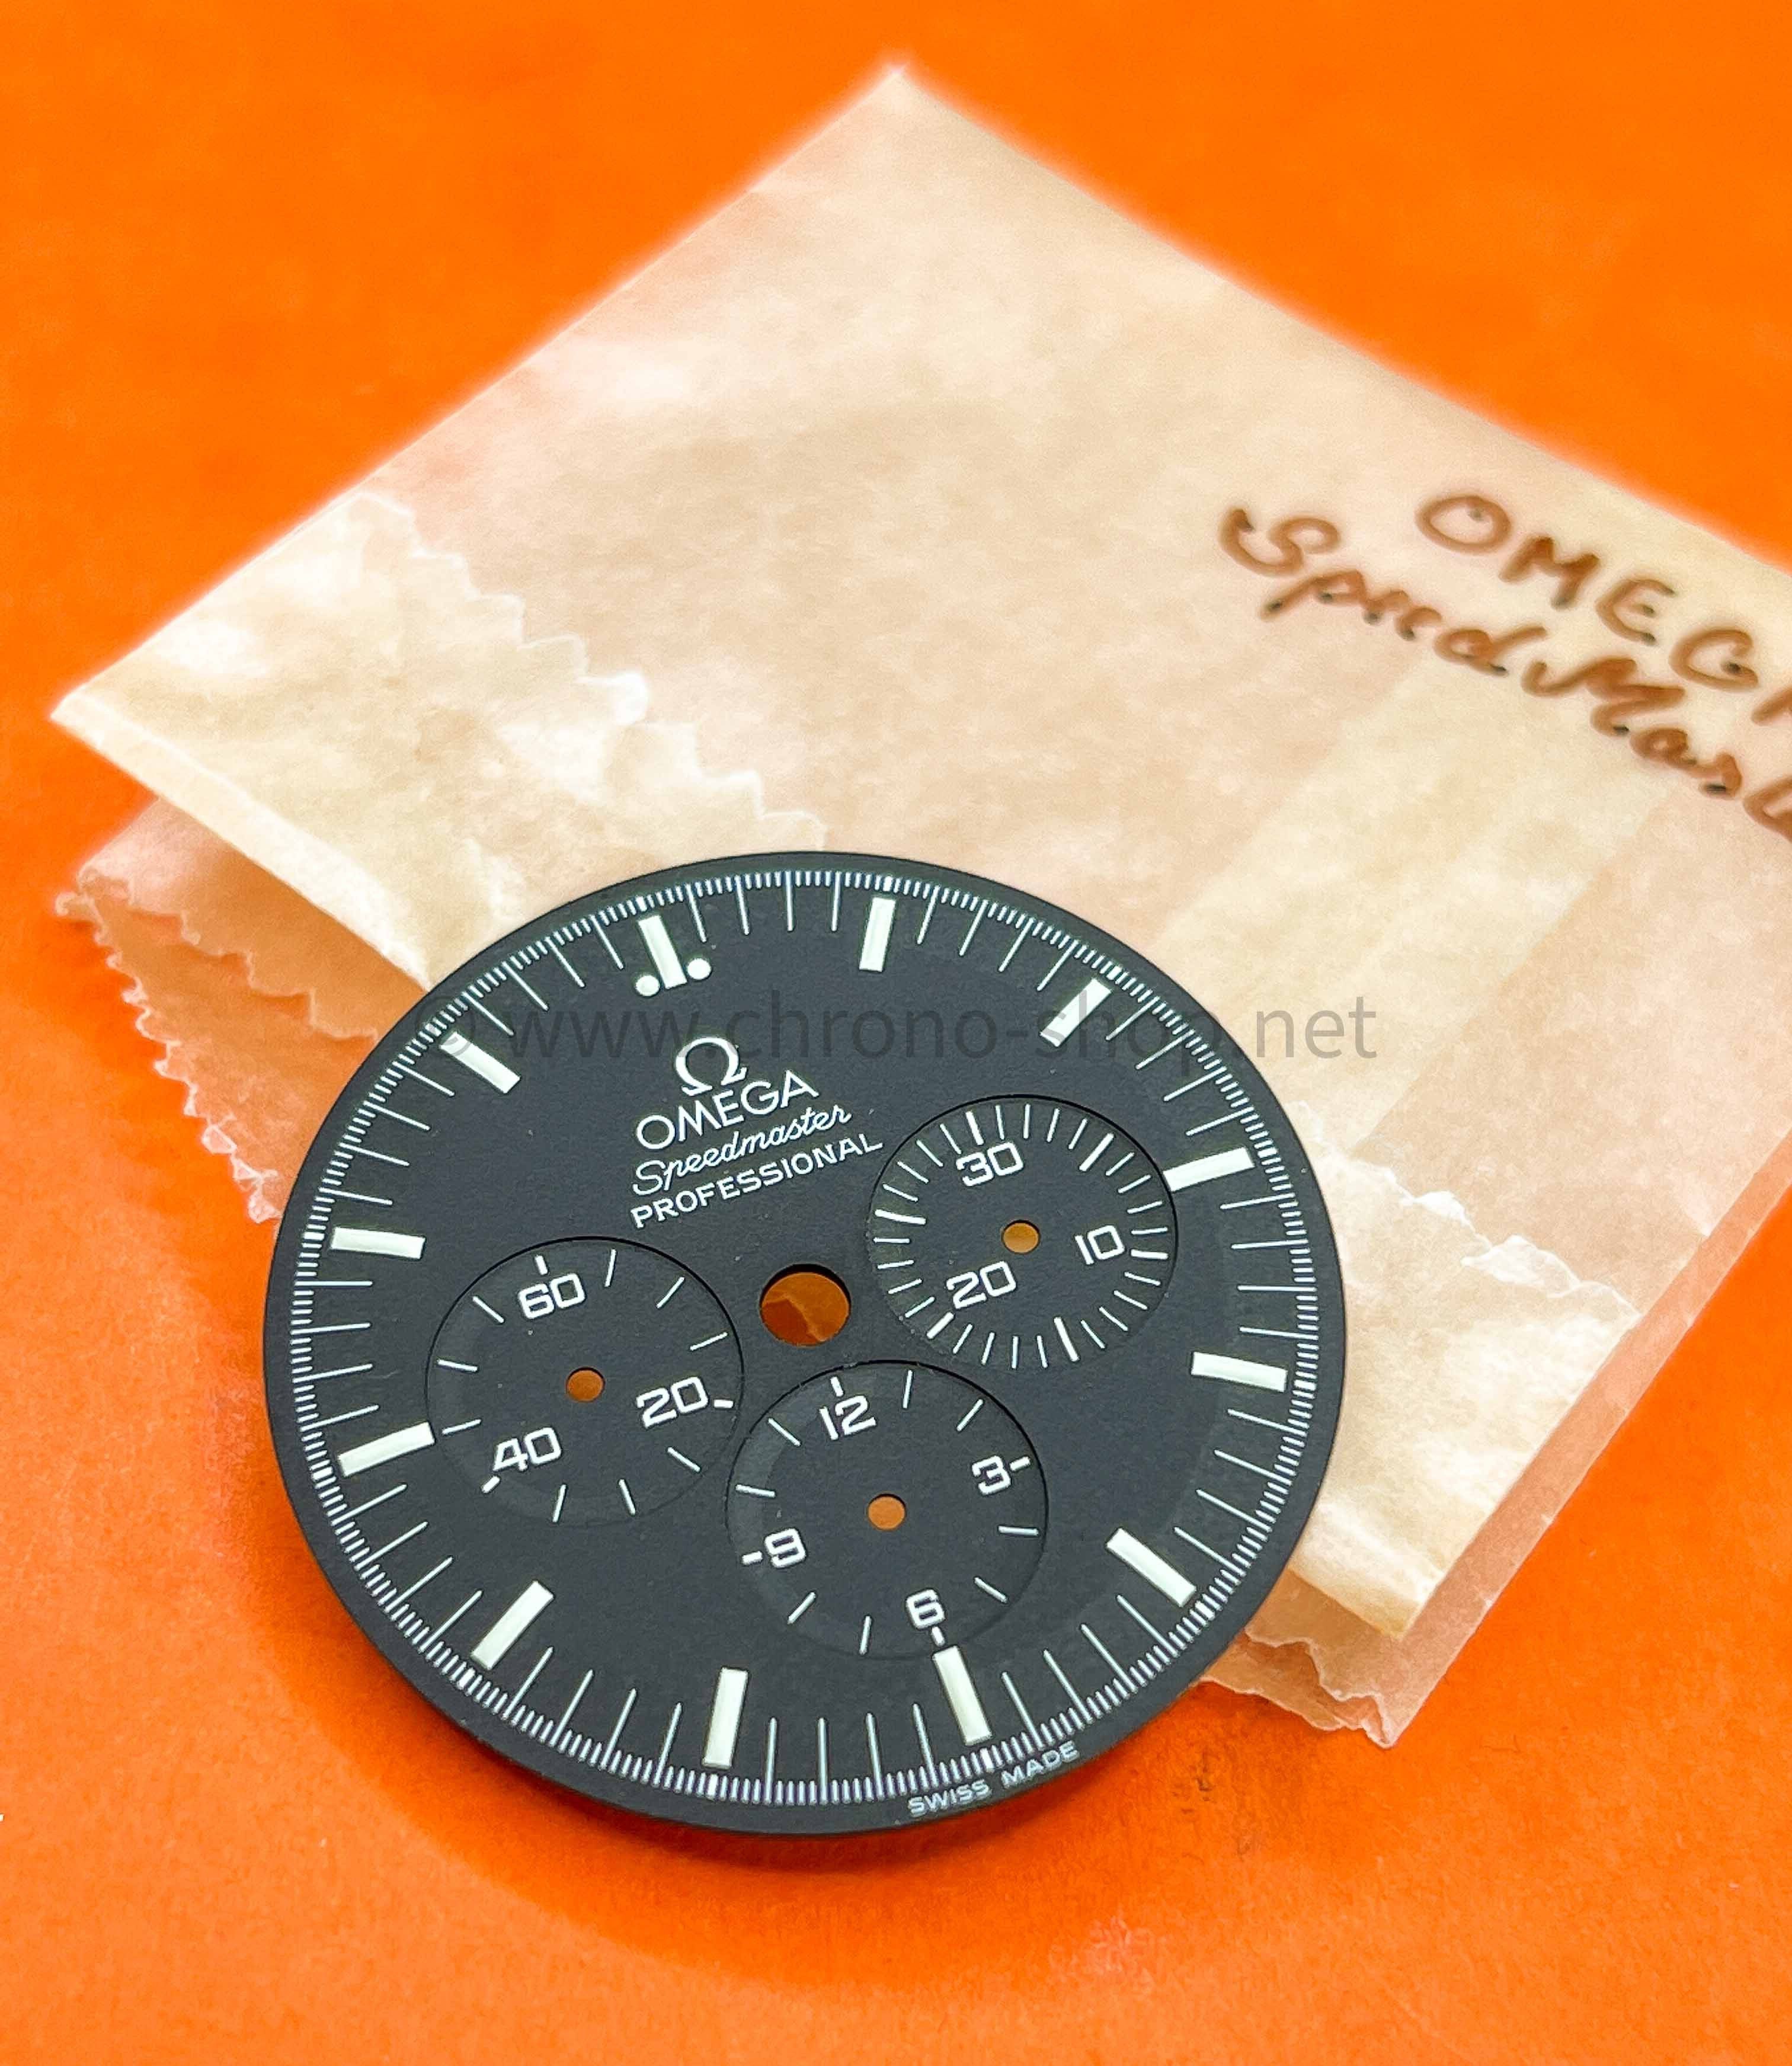 OMEGA
SpeedMast
© www.chrono-shop.net
Ω
OMEGA
Speedmaster
PROFESSIONAL
30
10
20
60
20
40
12
3
9
6
SWISS MADE